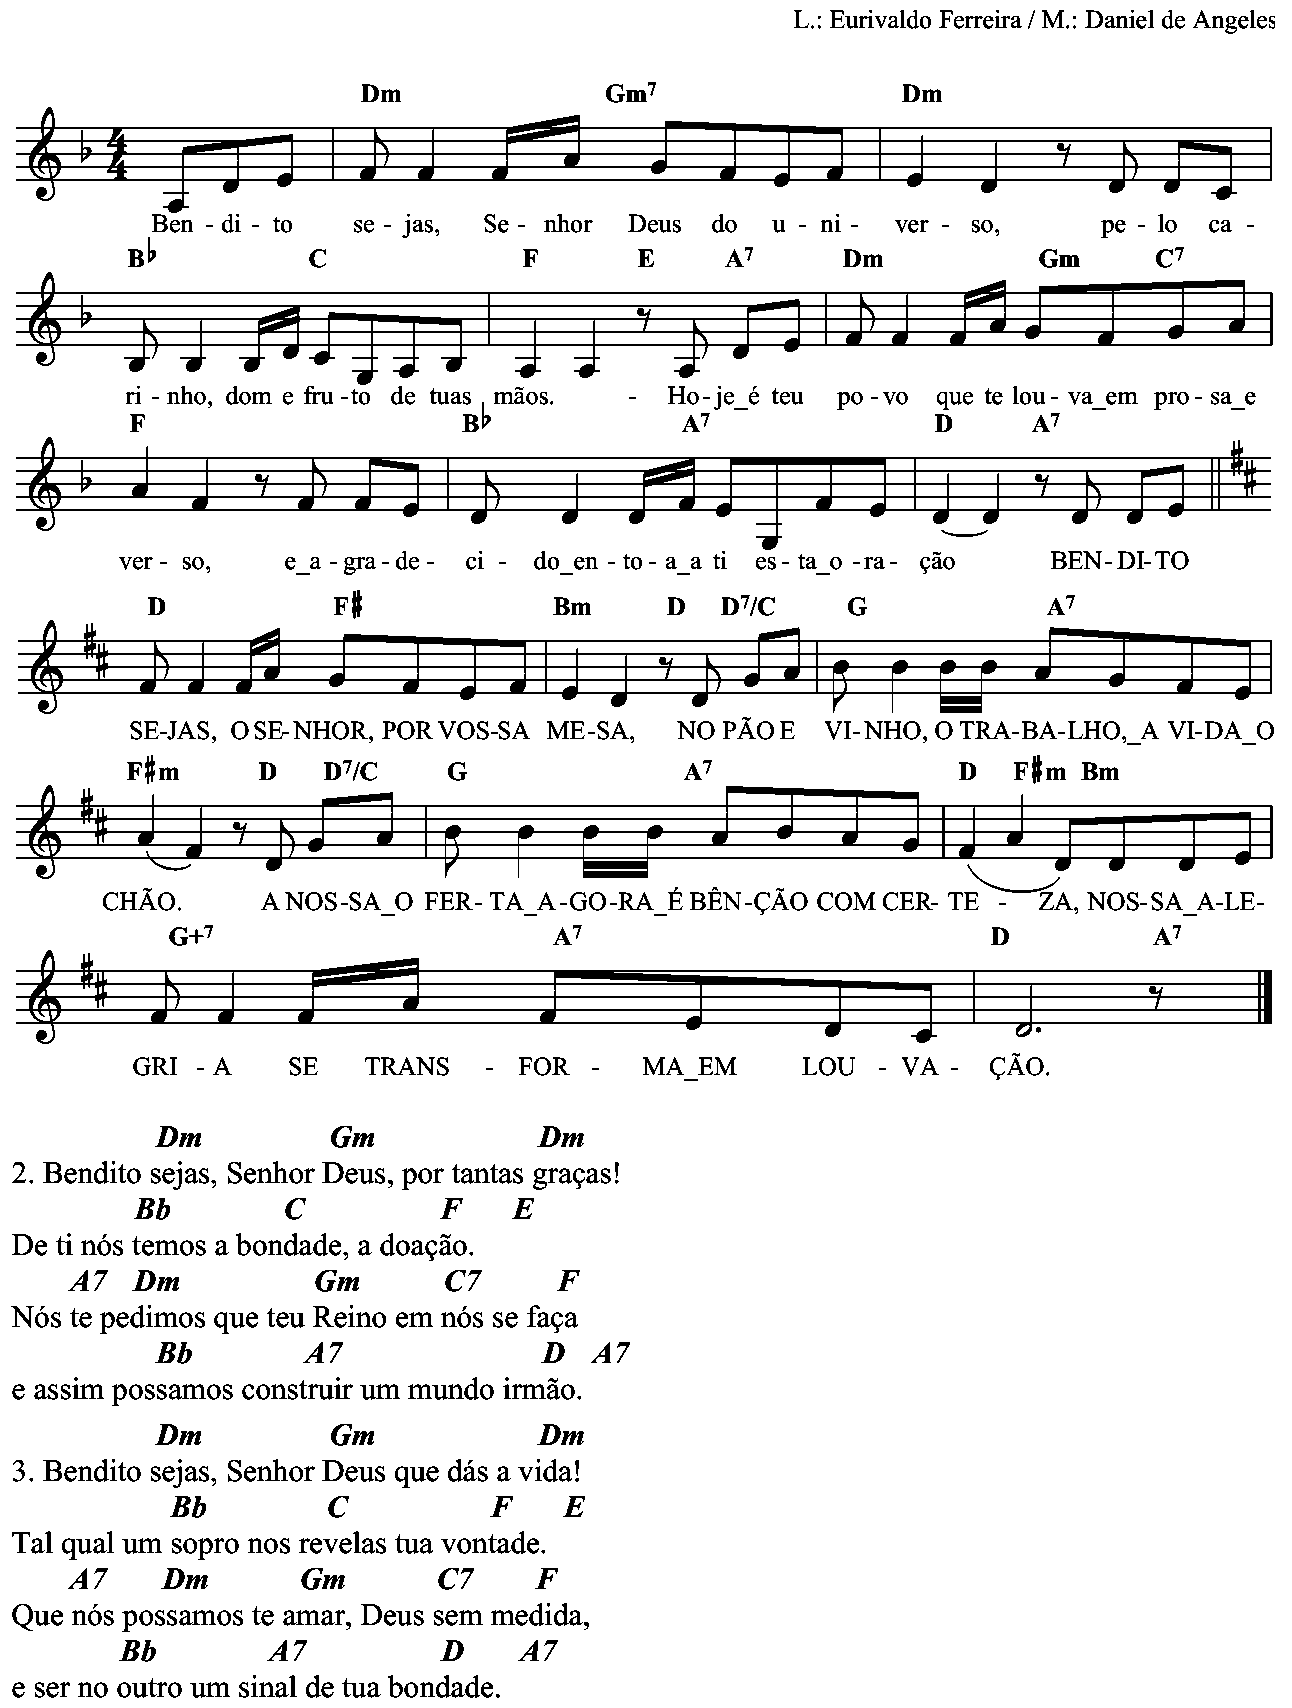 L.: Eurivaldo Ferreira / M.: Daniel de Angeles
Dm Gm7 Dm
4
4
Ben - di - to se - jas, Se - nhor Deus do u - ni - ver - so, pe - lo ca -
B♭ C F E A7 Dm Gm C7
ri - nho, dom e fru - to de tuas mãos. - Ho - je_é teu po - vo que te lou - va_em pro - sa_e
F B♭ A7 D A7
ver - so, e_a - gra - de - ci - do_en - to - a_a ti es - ta_o - ra - ção BEN - DI - TO
D F♯ Bm D D7/C G A7
SE-JAS, O SE-NHOR, POR VOS-SA ME-SA, NO PÃO E VI-NHO, O TRA-BA-LHO,_A VI-DA_O
F♯m D D7/C G A7 D F♯m Bm
CHÃO. A NOS-SA_O FER- TA_A-GO-RA_É BÊN-ÇÃO COM CER- TE - ZA, NOS-SA_A-LE-
G+7 A7 D A7
GRI - A SE TRANS - FOR - MA_EM LOU - VA - ÇÃO.
Dm Gm Dm
2. Bendito sejas, Senhor Deus, por tantas graças!
Bb C F E
De ti nós temos a bondade, a doação.
A7 Dm Gm C7 F
Nós te pedimos que teu Reino em nós se faça
Bb A7 D A7
e assim possamos construir um mundo irmão.
Dm Gm Dm
3. Bendito sejas, Senhor Deus que dás a vida!
Bb C F E
Tal qual um sopro nos revelas tua vontade.
A7 Dm Gm C7 F
Que nós possamos te amar, Deus sem medida,
Bb A7 D A7
e ser no outro um sinal de tua bondade.